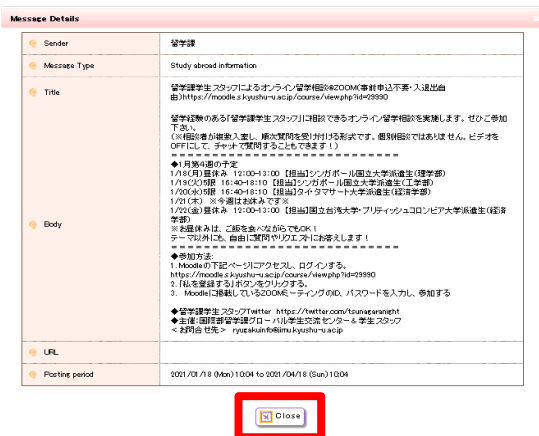 Message Details
Sender
留学課
Message Type
Study abroad information
Title
留学課学生スタッフによるオンライン留学相談@ZOOM(事前申込不要・入退出自
由)https://moodle.s.kyushu-u.ac.jp/course/view.php?id=29990
Body
留学経験のある「留学課学生スタッフ」に相談できるオンライン留学相談を実施します。ぜひご参加
下さい。
(※相談者が複数入室し、順次質問を受け付ける形式です。個別相談ではありません。ビデオを
OFFにして、チャットで質問することもできます!)
================================
◆1月第4週の予定
1/18(月)昼休み 12:00-13:00 【担当】シンガポール国立大学派遣生(理学部)
1/19(火)5限 16:40-18:10 【担当】シンガポール国立大学派遣生(工学部)
1/20(水)5限 16:40-18:10 【担当】タイ・タマサート大学派遣生(経済学部)
1/21(木) ※今週はお休みです※
1/22(金)昼休み 12:00-13:00 【担当】国立台湾大学・ブリティッシュコロンビア大学派遣生(経済
学部)
※お昼休みは、ご飯を食べながらでもOK!
テーマ以外にも、自由に質問やリクエストにお答えします!
================================
◆参加方法:
1. Moodleの下記ページにアクセスし、ログインする。
https://moodle.s.kyushu-u.ac.jp/course/view.php?id=29990
2. 「私を登録する」ボタンをクリックする。
3. Moodleに掲載しているZOOMミーティングのID、パスワードを入力し、参加する
◆留学課学生スタッフTwitter https://twitter.com/tsunagaranight
◆主催:国際部留学課グローバル学生交流センター & 学生スタッフ
<お問合せ先> ryugakuinfo@jimu.kyushu-u.ac.jp
URL
Posting period
2021/01/18 (Mon) 10:04 to 2021/04/18 (Sun) 10:04
Close